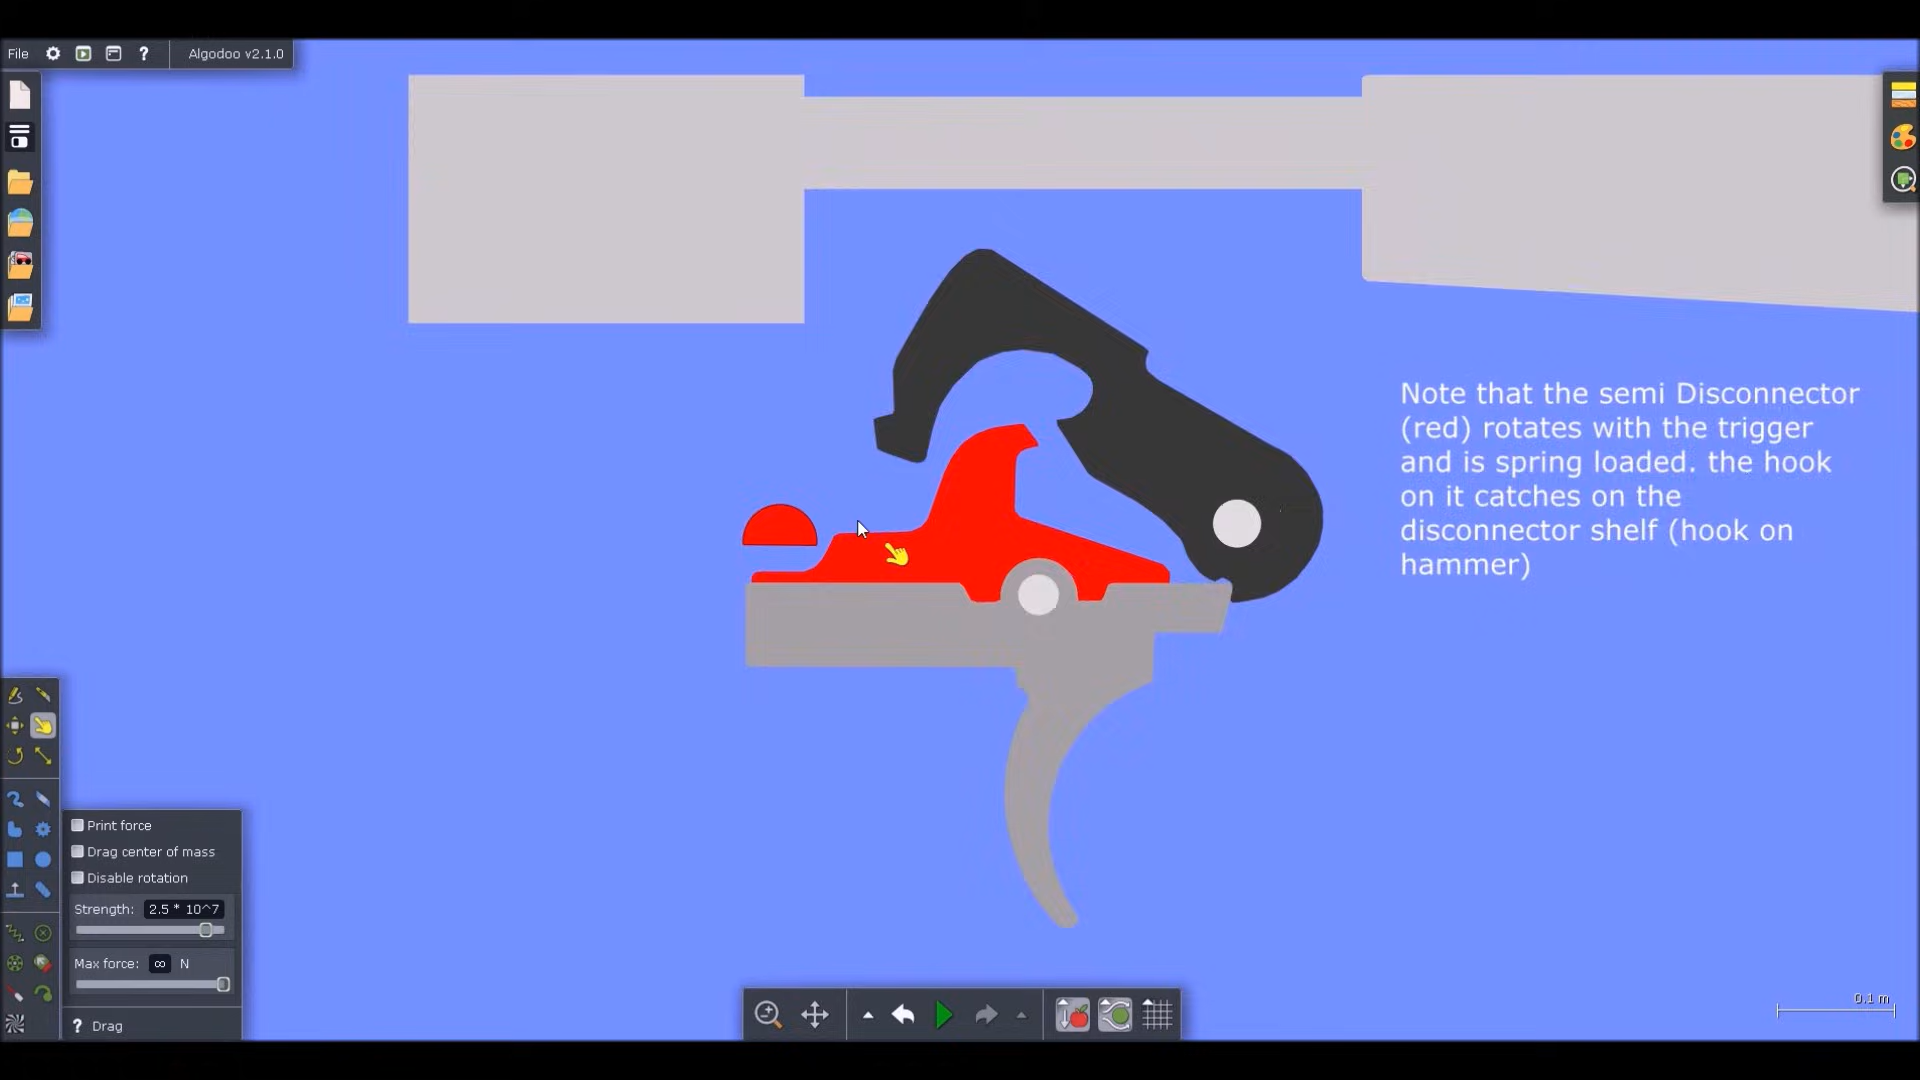 File
? Algodoo v2.1.0
Note that the semi Disconnector
(red) rotates with the trigger
and is spring loaded. the hook
on it catches on the
disconnector shelf (hook on
hammer)
Print force
Drag center of mass
Disable rotation
Strength: 2.5 * 10^7
Max force: ∞ N
? Drag
0.1 m